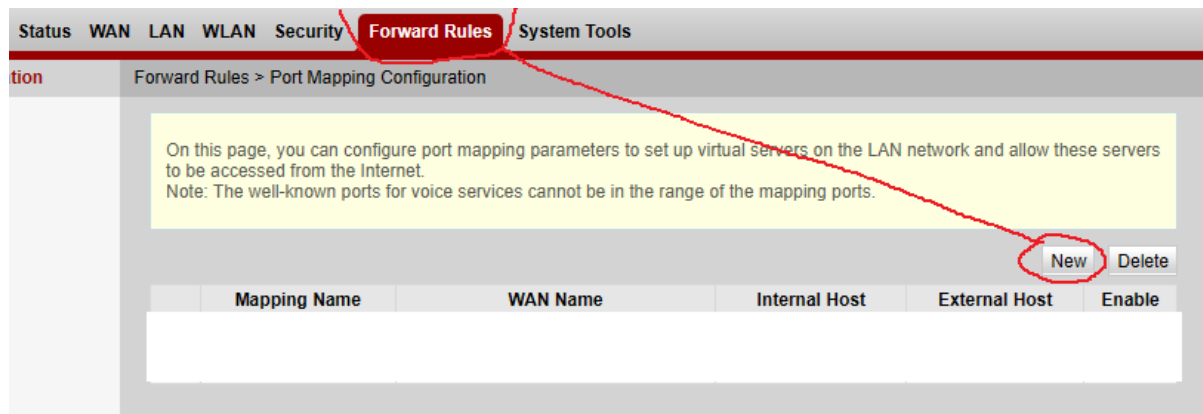 Status WAN LAN WLAN Security Forward Rules System Tools
tion
Forward Rules > Port Mapping Configuration
On this page, you can configure port mapping parameters to set up virtual servers on the LAN network and allow these servers
to be accessed from the Internet.
Note: The well-known ports for voice services cannot be in the range of the mapping ports.
New Delete
Mapping Name WAN Name Internal Host External Host Enable